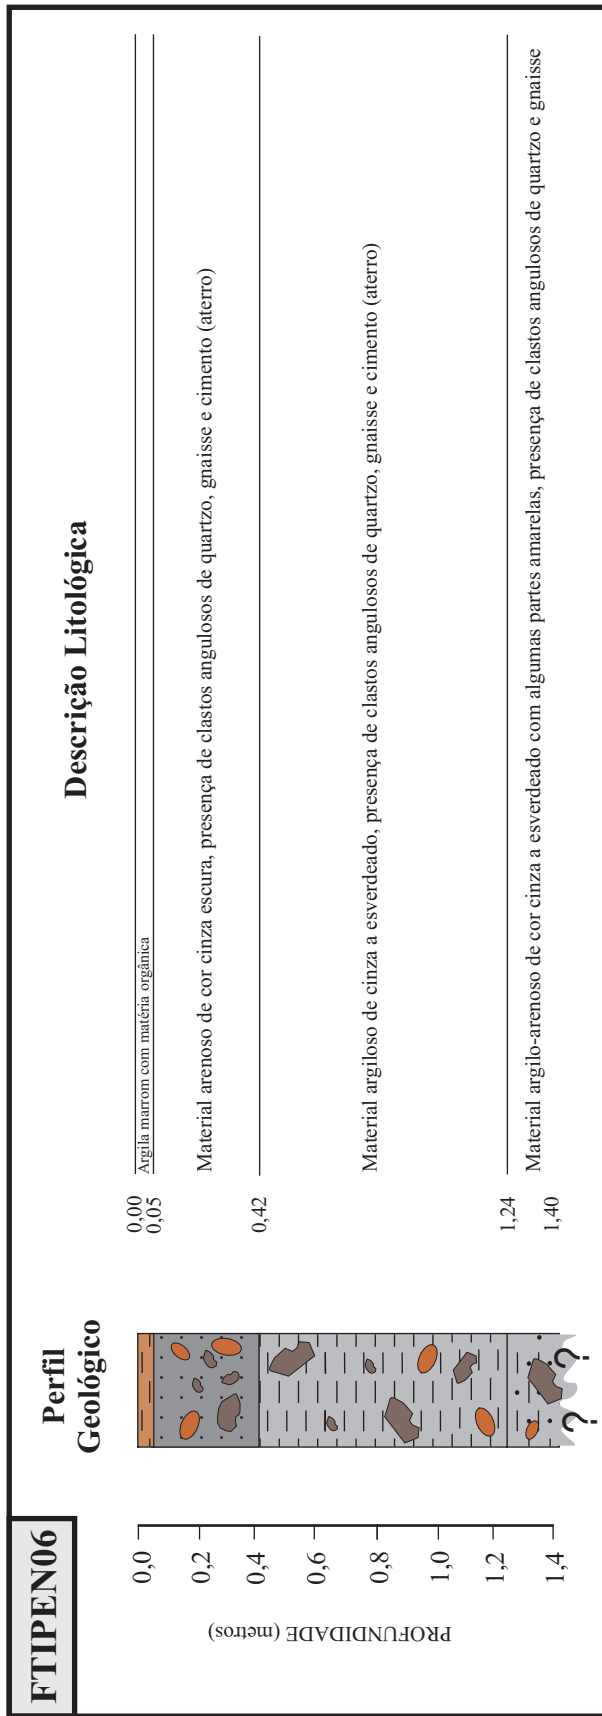 FTIPEN06
Perfil
Geológico
Descrição Litológica
PROFUNDIDADE (metros)
0,0
0,2
0,4
0,6
0,8
1,0
1,2
1,4
?
?
0,00
Argila marrom com matéria orgânica
0,05
Material arenoso de cor cinza escura, presença de clastos angulosos de quartzo, gnaisse e cimento (aterro)
0,42
Material argiloso de cinza a esverdeado, presença de clastos angulosos de quartzo, gnaisse e cimento (aterro)
1,24
Material argilo-arenoso de cor cinza a esverdeado com algumas partes amarelas, presença de clastos angulosos de quartzo e gnaisse
1,40